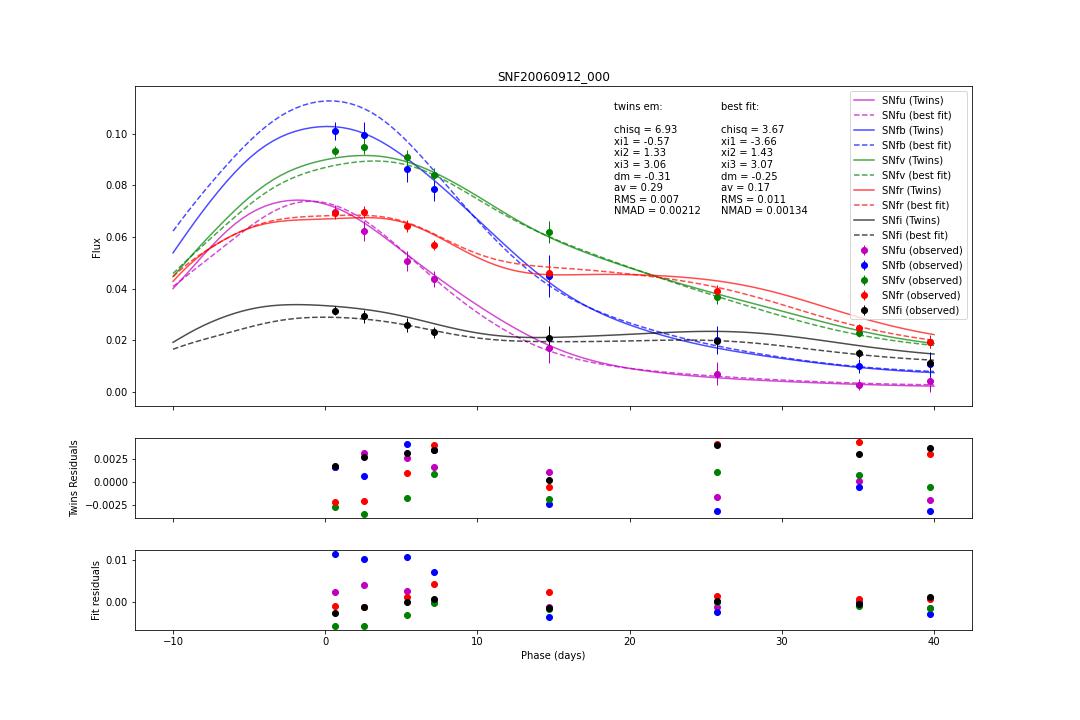 SNF20060912_000
twins em: best fit:
chisq = 6.93 chisq = 3.67
xi1 = -0.57 xi1 = -3.66
xi2 = 1.33 xi2 = 1.43
xi3 = 3.06 xi3 = 3.07
dm = -0.31 dm = -0.25
av = 0.29 av = 0.17
RMS = 0.007 RMS = 0.011
NMAD = 0.00212 NMAD = 0.00134
SNfu (Twins)
SNfu (best fit)
SNfb (Twins)
SNfb (best fit)
SNfv (Twins)
SNfv (best fit)
SNfr (Twins)
SNfr (best fit)
SNfi (Twins)
SNfi (best fit)
SNfu (observed)
SNfb (observed)
SNfv (observed)
SNfr (observed)
SNfi (observed)
Flux
0.10
0.08
0.06
0.04
0.02
0.00
Twins Residuals
0.0025
0.0000
−0.0025
Fit residuals
0.01
0.00
−10 0 10 20 30 40
Phase (days)